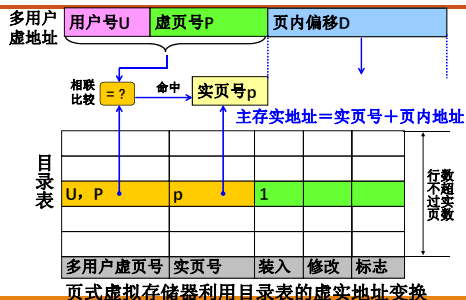 多用户
虚地址
用户号U 虚页号P 页内偏移D
相联
比较
= ?
命中
实页号p
主存实地址＝实页号＋页内地址
目录表
U，P p 1
行数不超过实页数
多用户虚页号 实页号 装入 修改 标志
页式虚拟存储器利用目录表的虚实地址变换